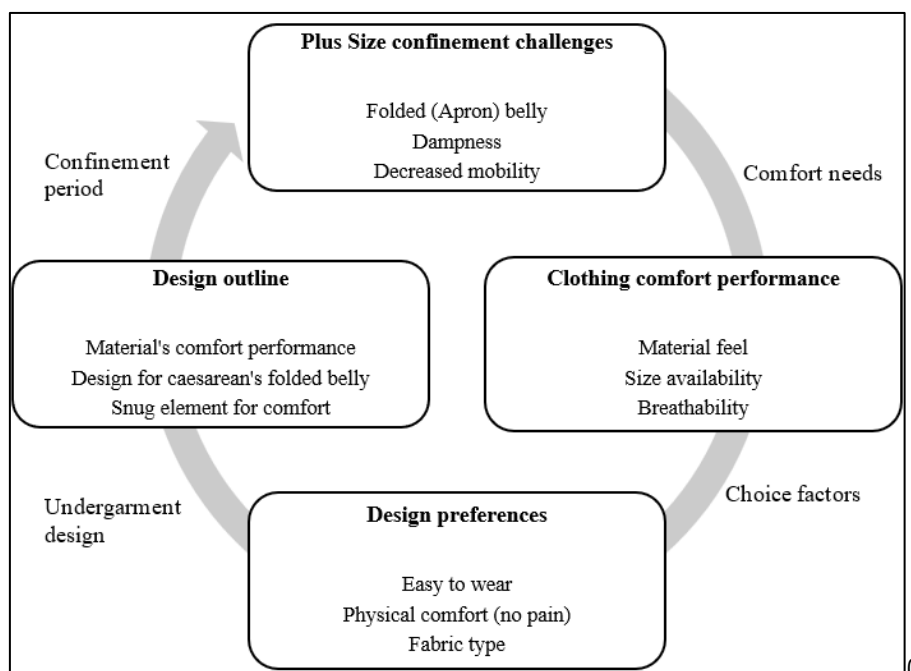 Plus Size confinement challenges
Folded (Apron) belly
Dampness
Decreased mobility
Confinement
period
Comfort needs
Design outline
Material's comfort performance
Design for caesarean's folded belly
Snug element for comfort
Clothing comfort performance
Material feel
Size availability
Breathability
Undergarment
design
Choice factors
Design preferences
Easy to wear
Physical comfort (no pain)
Fabric type
(